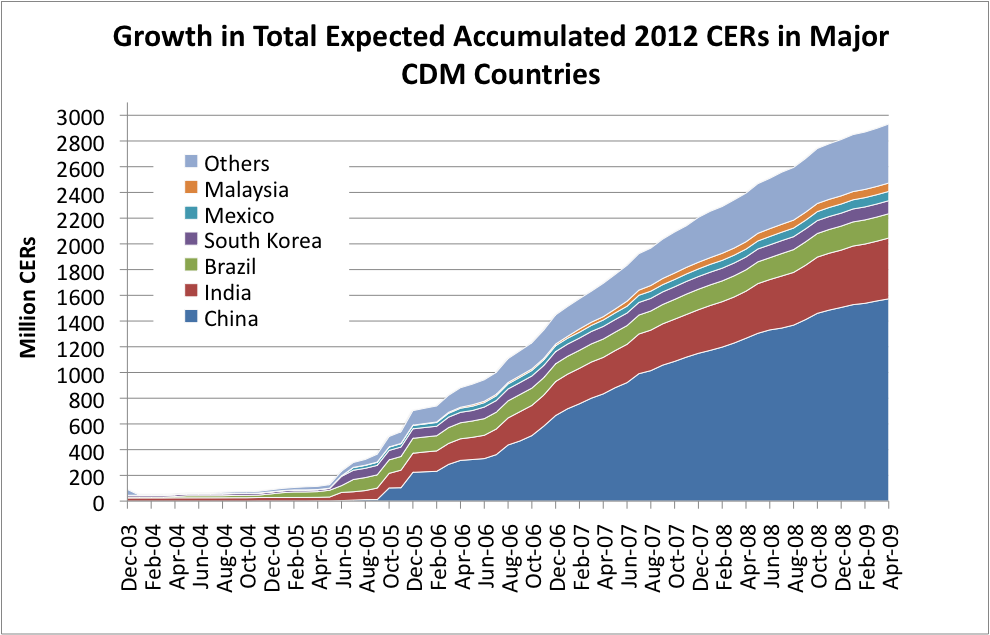 Growth in Total Expected Accumulated 2012 CERs in Major
CDM Countries
Million CERs
3000
2800
2600
2400
2200
2000
1800
1600
1400
1200
1000
800
600
400
200
0
Others
Malaysia
Mexico
South Korea
Brazil
India
China
Dec-03
Feb-04
Apr-04
Jun-04
Aug-04
Oct-04
Dec-04
Feb-05
Apr-05
Jun-05
Aug-05
Oct-05
Dec-05
Feb-06
Apr-06
Jun-06
Aug-06
Oct-06
Dec-06
Feb-07
Apr-07
Jun-07
Aug-07
Oct-07
Dec-07
Feb-08
Apr-08
Jun-08
Aug-08
Oct-08
Dec-08
Feb-09
Apr-09